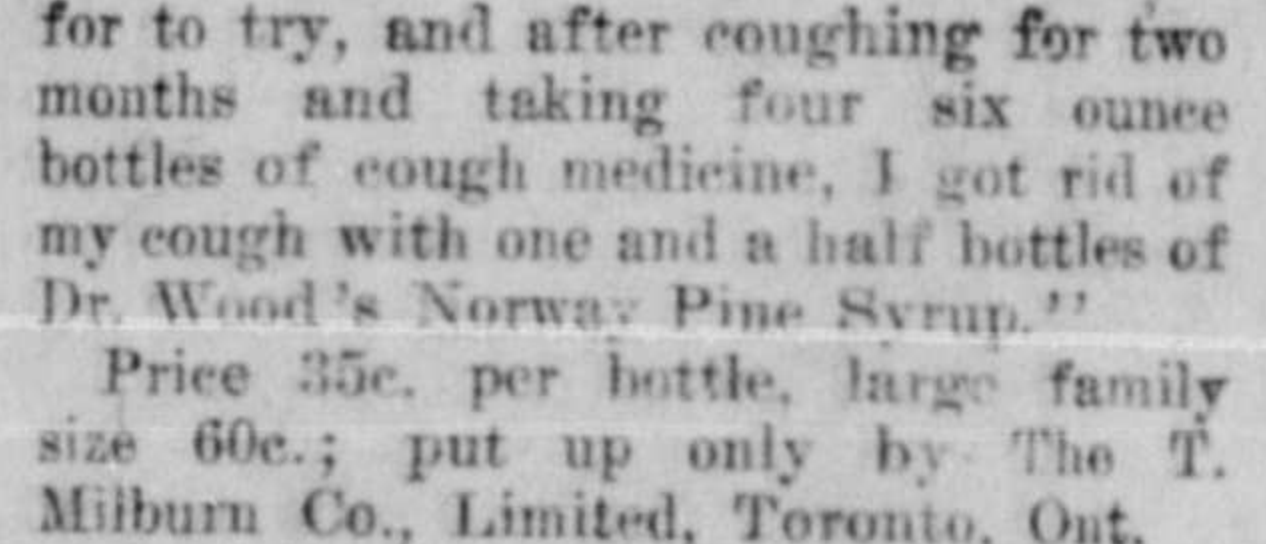 for to try, and after coughing for two
months and taking four six ounce
bottles of cough medicine, I got rid of
my cough with one and a half bottles of
Dr. Wood's Norway Pine Syrup."
Price 35c. per bottle, large family
size 60c.; put up only by The T.
Milburn Co., Limited, Toronto, Ont.